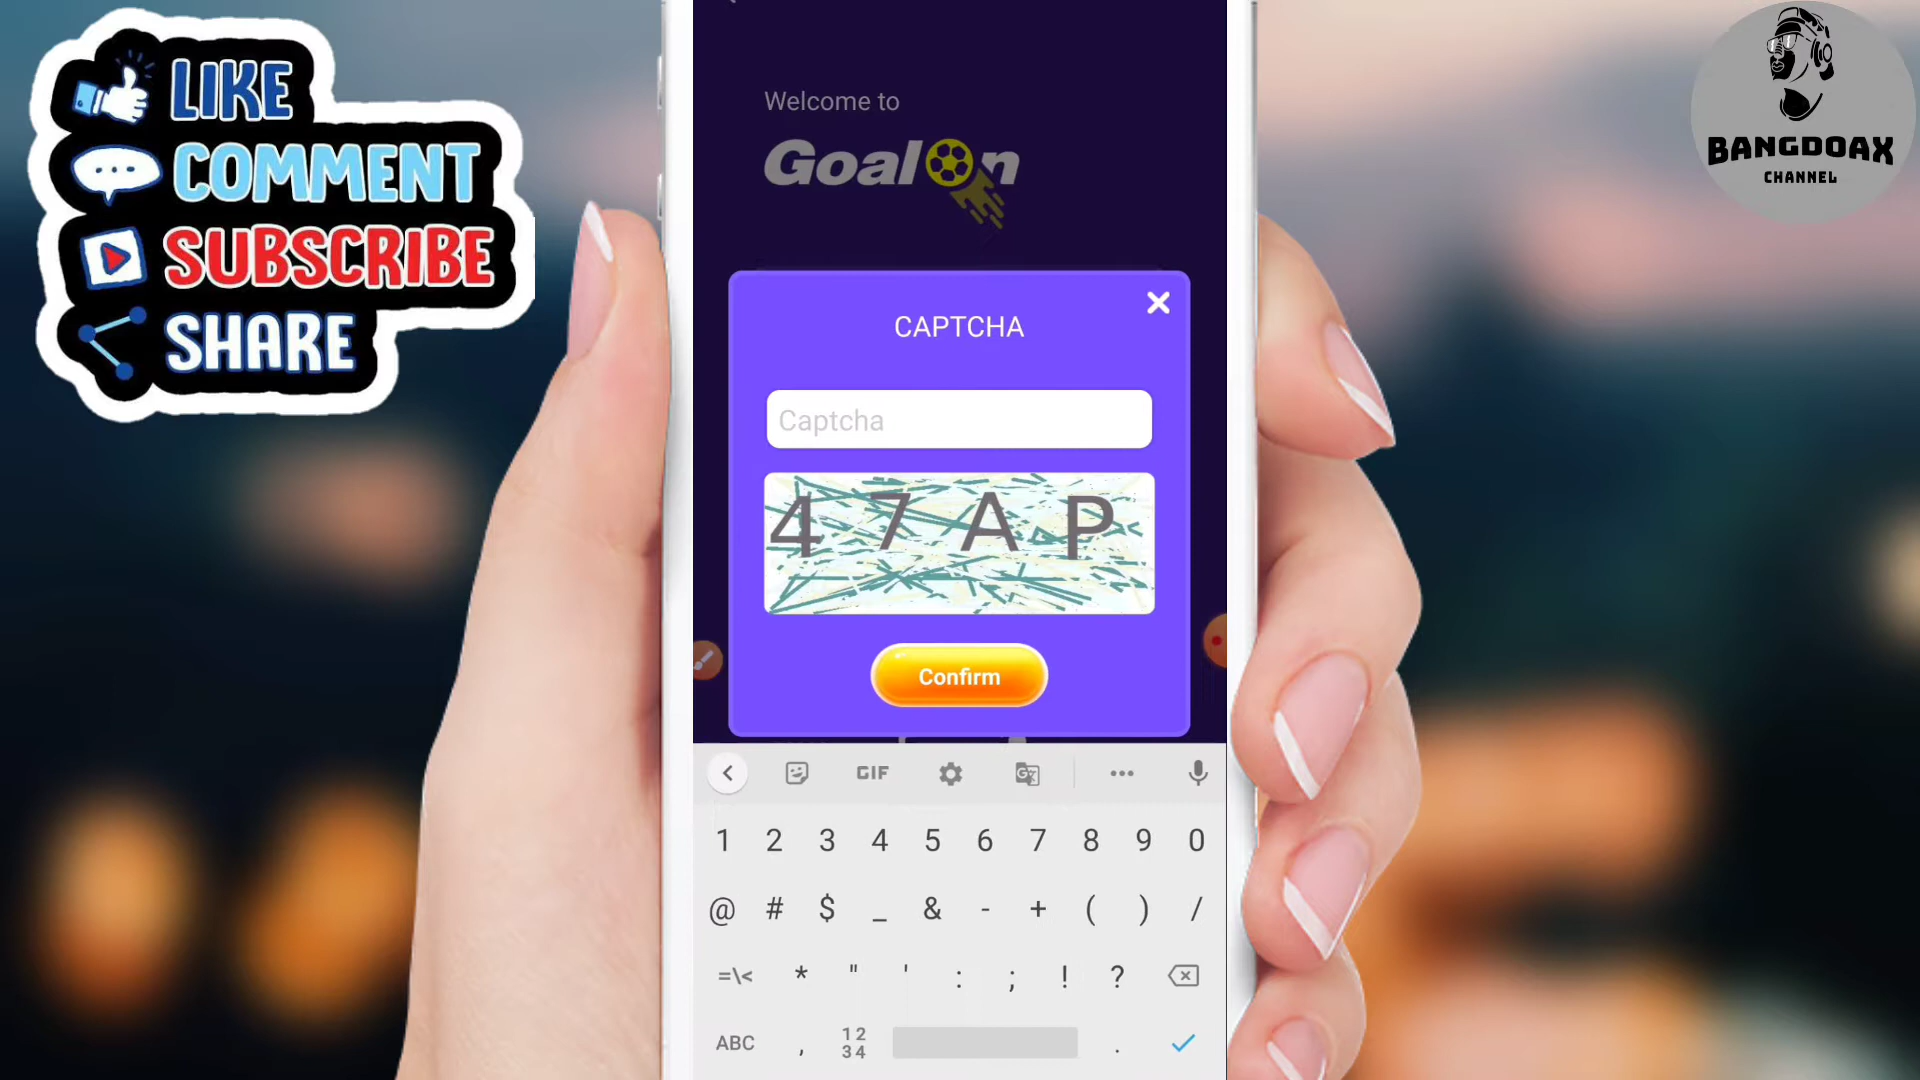 LIKE
COMMENT
SUBSCRIBE
SHARE
BANGDOAX
CHANNEL
Welcome to
GoalOn
CAPTCHA
Captcha
47AP
Confirm
GIF
1 2 3 4 5 6 7 8 9 0
@ # $ _ & - + ( ) /
=\< * " ' : ; ! ?
ABC , 12 34 .